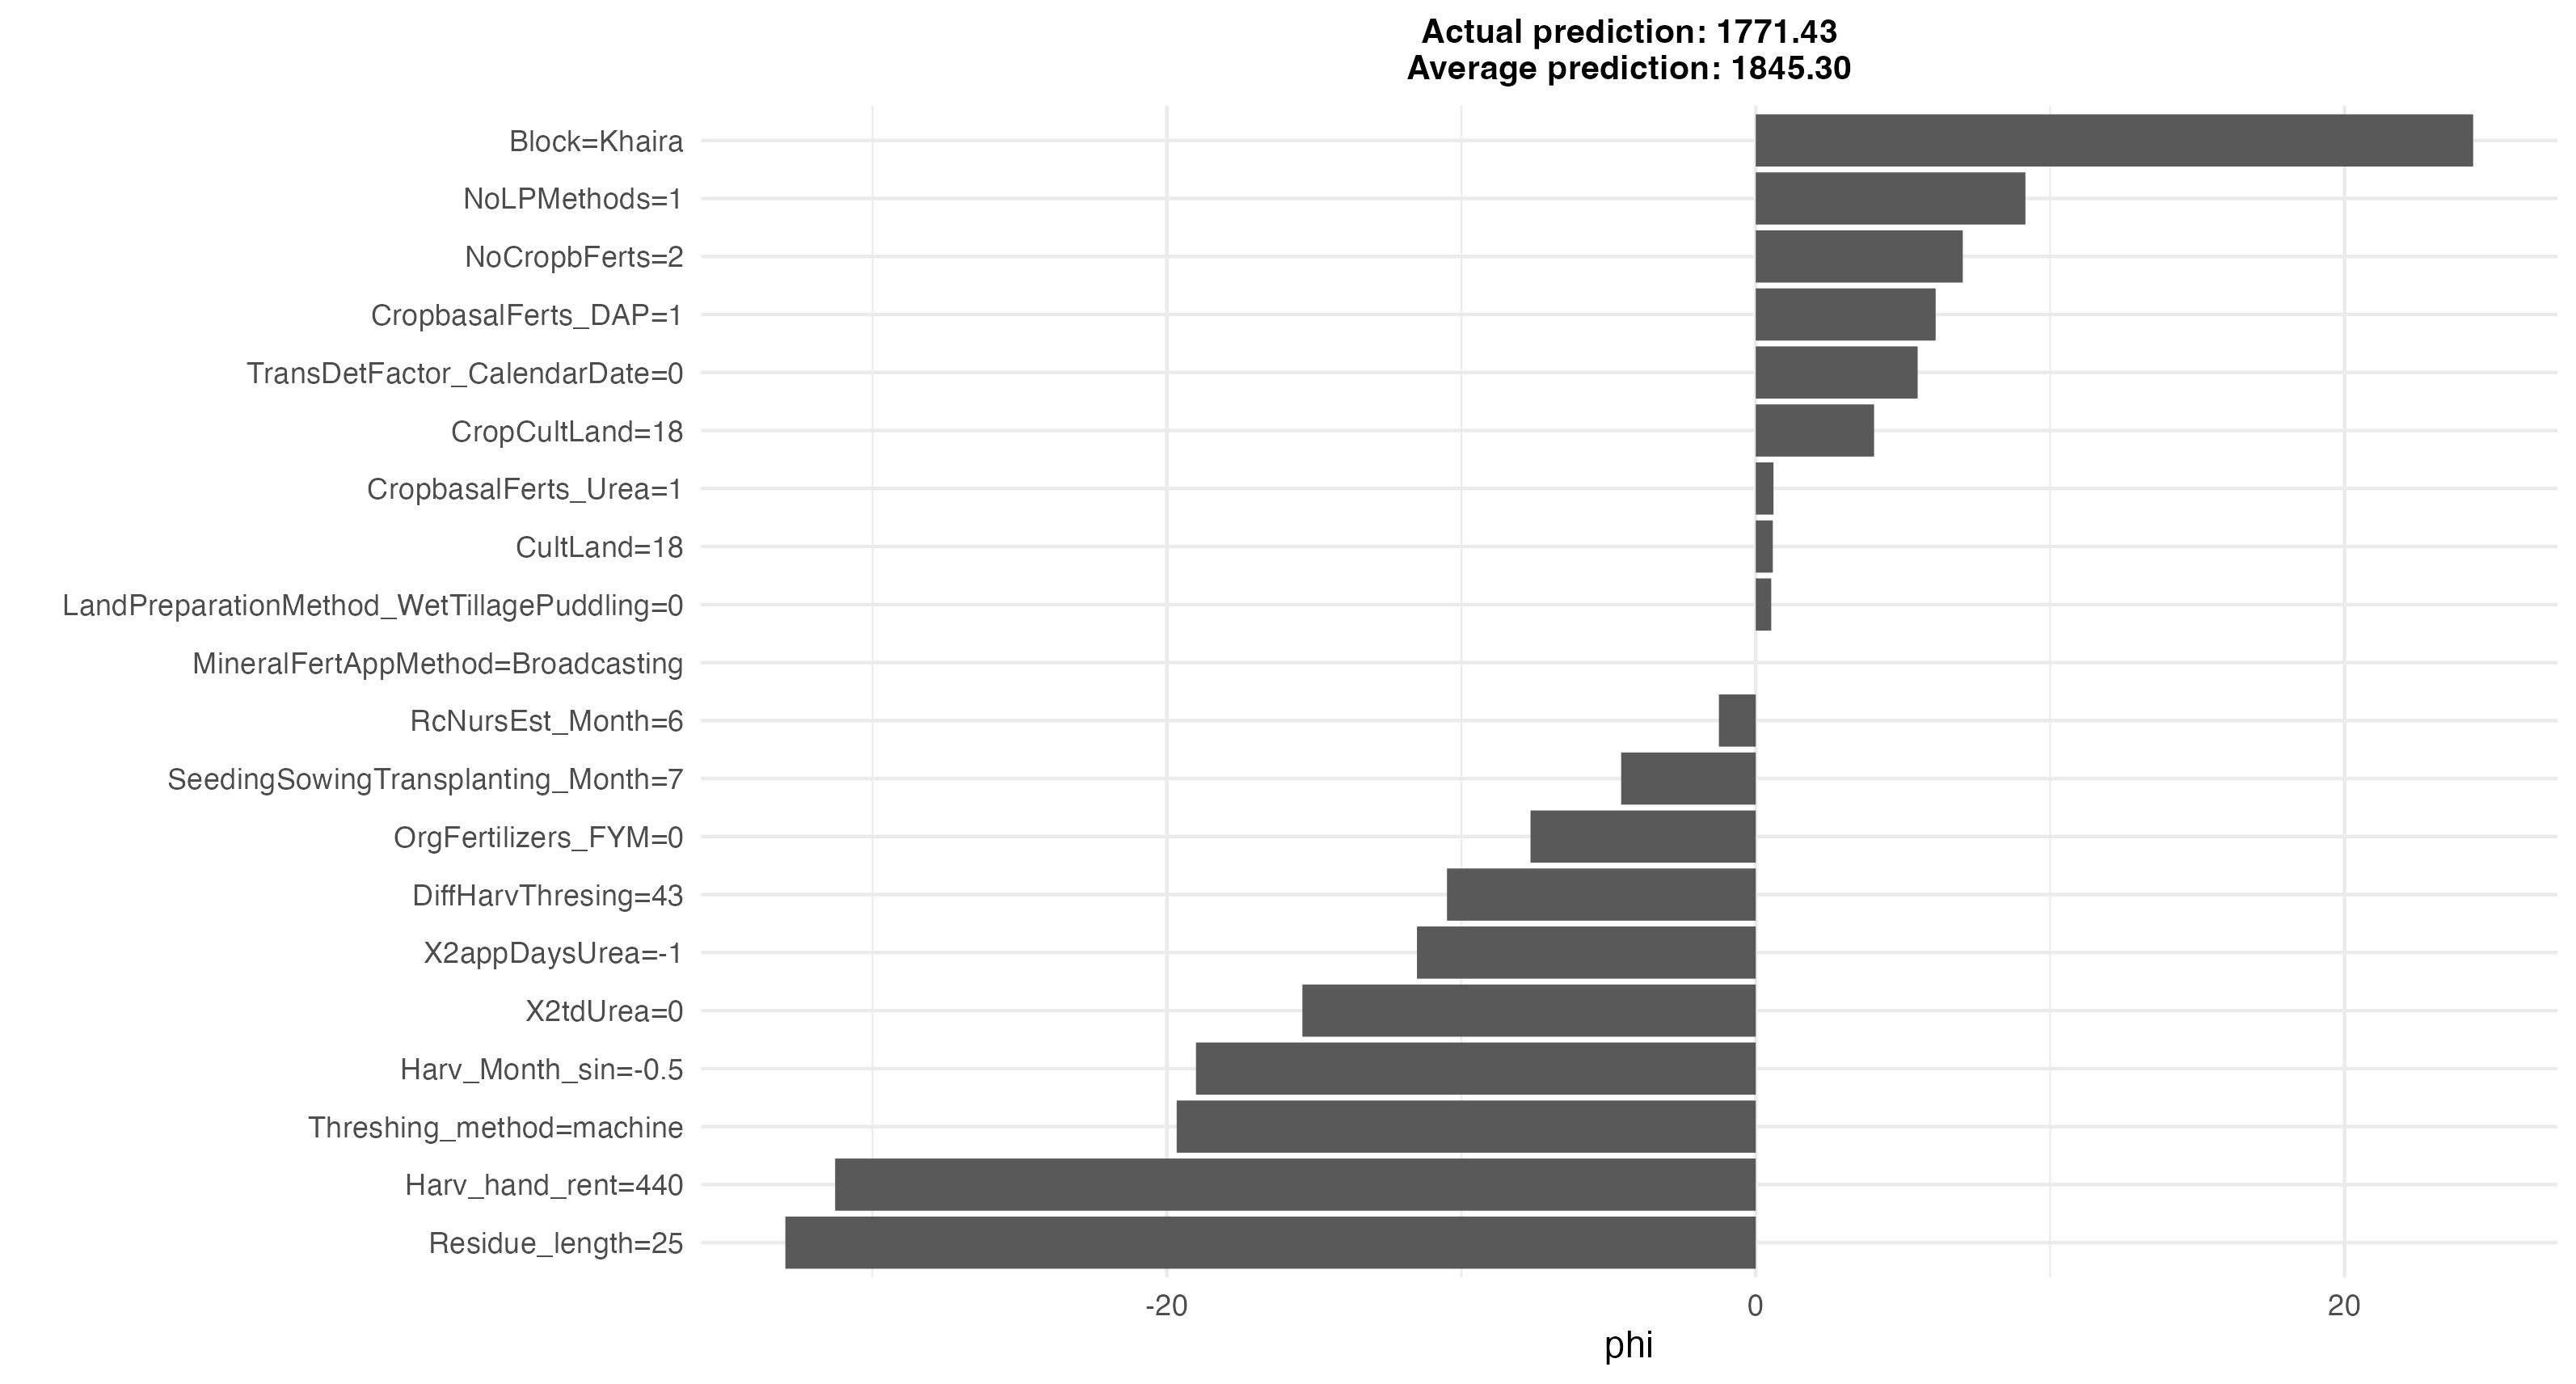 Actual prediction: 1771.43
Average prediction: 1845.30
Block=Khaira
NoLPMethods=1
NoCropbFerts=2
CropbasalFerts_DAP=1
TransDetFactor_CalendarDate=0
CropCultLand=18
CropbasalFerts_Urea=1
CultLand=18
LandPreparationMethod_WetTillagePuddling=0
MineralFertAppMethod=Broadcasting
RcNursEst_Month=6
SeedingSowingTransplanting_Month=7
OrgFertilizers_FYM=0
DiffHarvThresing=43
X2appDaysUrea=-1
X2tdUrea=0
Harv_Month_sin=-0.5
Threshing_method=machine
Harv_hand_rent=440
Residue_length=25
-20 0 20
phi